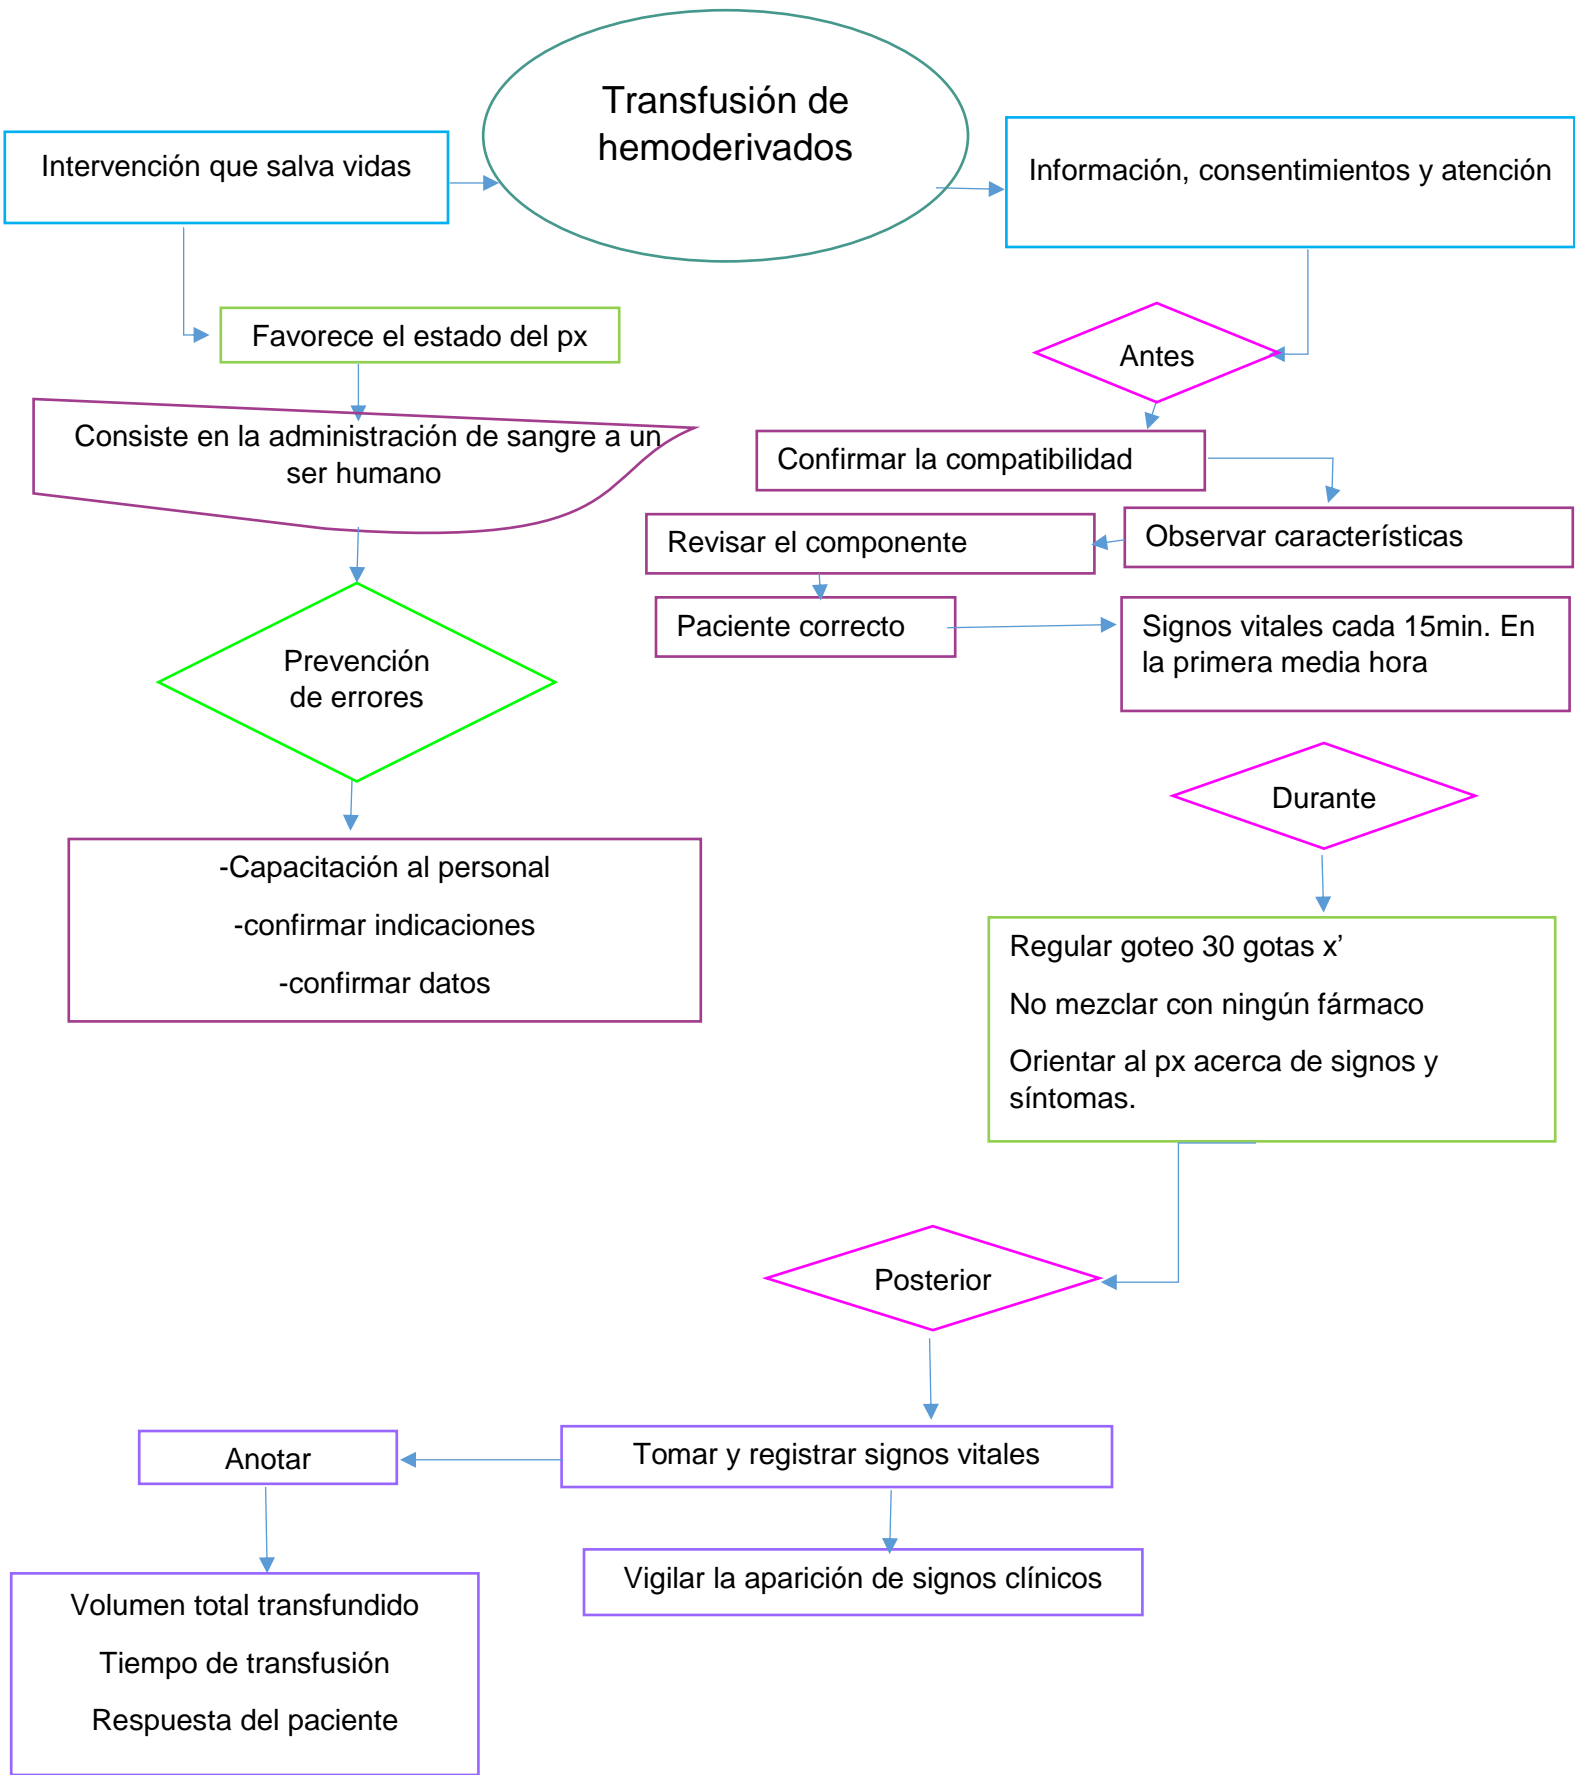 Transfusión de
hemoderivados
Intervención que salva vidas
Información, consentimientos y atención
Favorece el estado del px
Antes
Consiste en la administración de sangre a un
ser humano
Confirmar la compatibilidad
Observar características
Revisar el componente
Paciente correcto
Signos vitales cada 15min. En
la primera media hora
Prevención
de errores
Durante
-Capacitación al personal
-confirmar indicaciones
-confirmar datos
Regular goteo 30 gotas x’
No mezclar con ningún fármaco
Orientar al px acerca de signos y
síntomas.
Posterior
Tomar y registrar signos vitales
Anotar
Vigilar la aparición de signos clínicos
Volumen total transfundido
Tiempo de transfusión
Respuesta del paciente